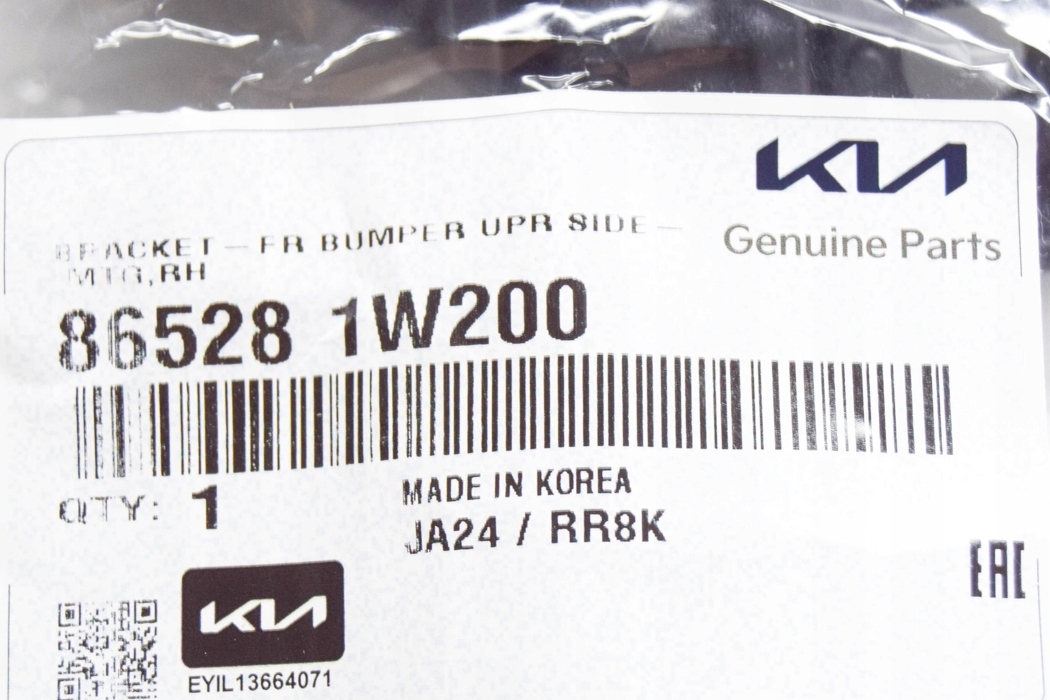 KIA
Genuine Parts
BRACKET-FR BUMPER UPR SIDE-
MTG,RH
86528 1W200
QTY: 1
MADE IN KOREA
JA24 / RR8K
EAC
KIA
EYIL13664071